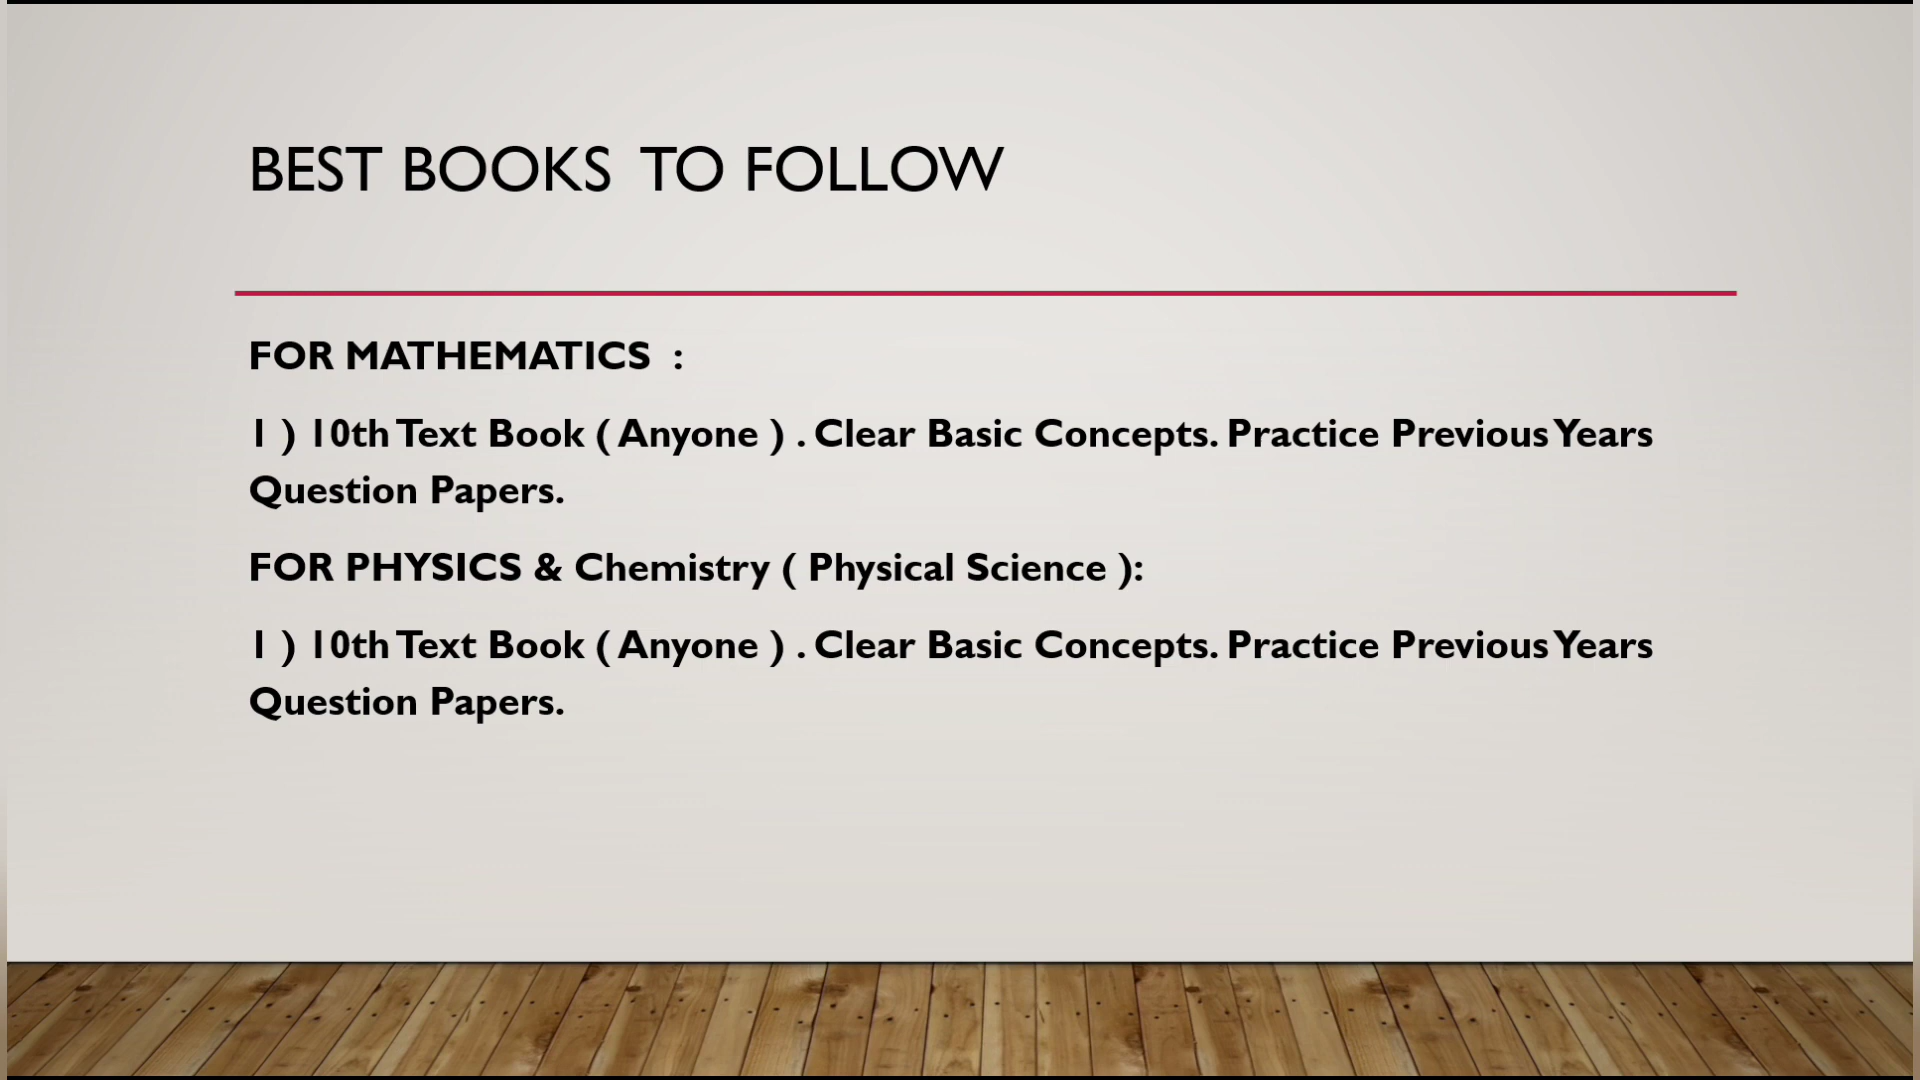 BEST BOOKS TO FOLLOW
FOR MATHEMATICS :
1 ) 10th Text Book ( Anyone ) . Clear Basic Concepts. Practice Previous Years
Question Papers.
FOR PHYSICS & Chemistry ( Physical Science ):
1 ) 10th Text Book ( Anyone ) . Clear Basic Concepts. Practice Previous Years
Question Papers.